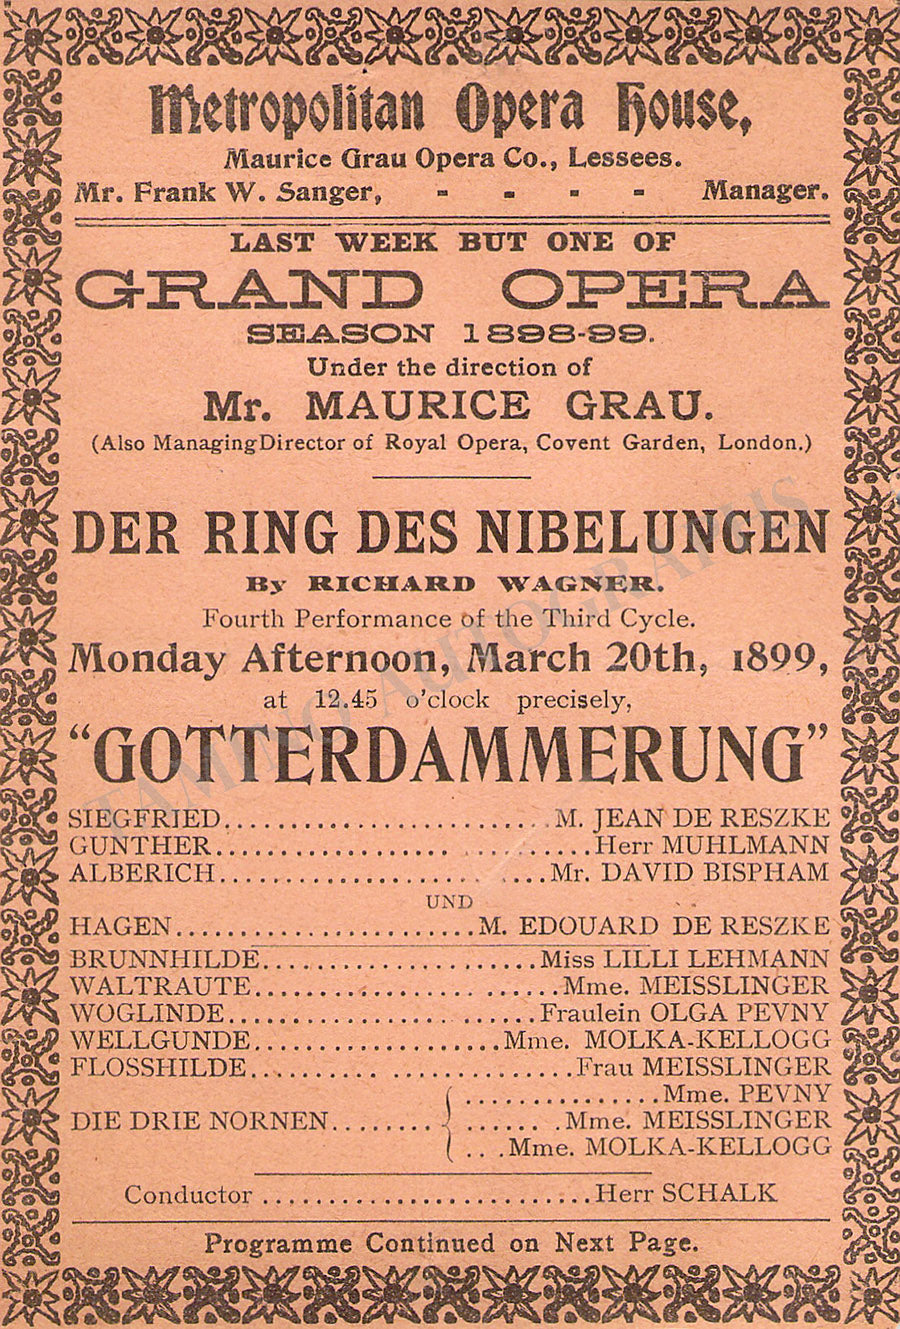 Metropolitan Opera House,
Maurice Grau Opera Co., Lessees.
Mr. Frank W. Sanger, - - - - Manager.
LAST WEEK BUT ONE OF
GRAND OPERA
SEASON 1898-99.
Under the direction of
Mr. MAURICE GRAU.
(Also Managing Director of Royal Opera, Covent Garden, London.)
DER RING DES NIBELUNGEN
By RICHARD WAGNER.
Fourth Performance of the Third Cycle.
Monday Afternoon, March 20th, 1899,
at 12.45 o'clock precisely,
"GOTTERDAMMERUNG"
SIEGFRIED........................M. JEAN DE RESZKE
GUNTHER........................Herr MUHLMANN
ALBERICH........................Mr. DAVID BISPHAM
UND
HAGEN........................M. EDOUARD DE RESZKE
BRUNNHILDE........................Miss LILLI LEHMANN
WALTRAUTE........................Mme. MEISSLINGER
WOGLINDE........................Fraulein OLGA PEVNY
WELLGUNDE........................Mme. MOLKA-KELLOGG
FLOSSHILDE........................Frau MEISSLINGER
...............Mme. PEVNY
DIE DRIE NORNEN........{.......Mme. MEISSLINGER
...Mme. MOLKA-KELLOGG
Conductor........................Herr SCHALK
Programme Continued on Next Page.
TAMINO AUTOGRAPHS